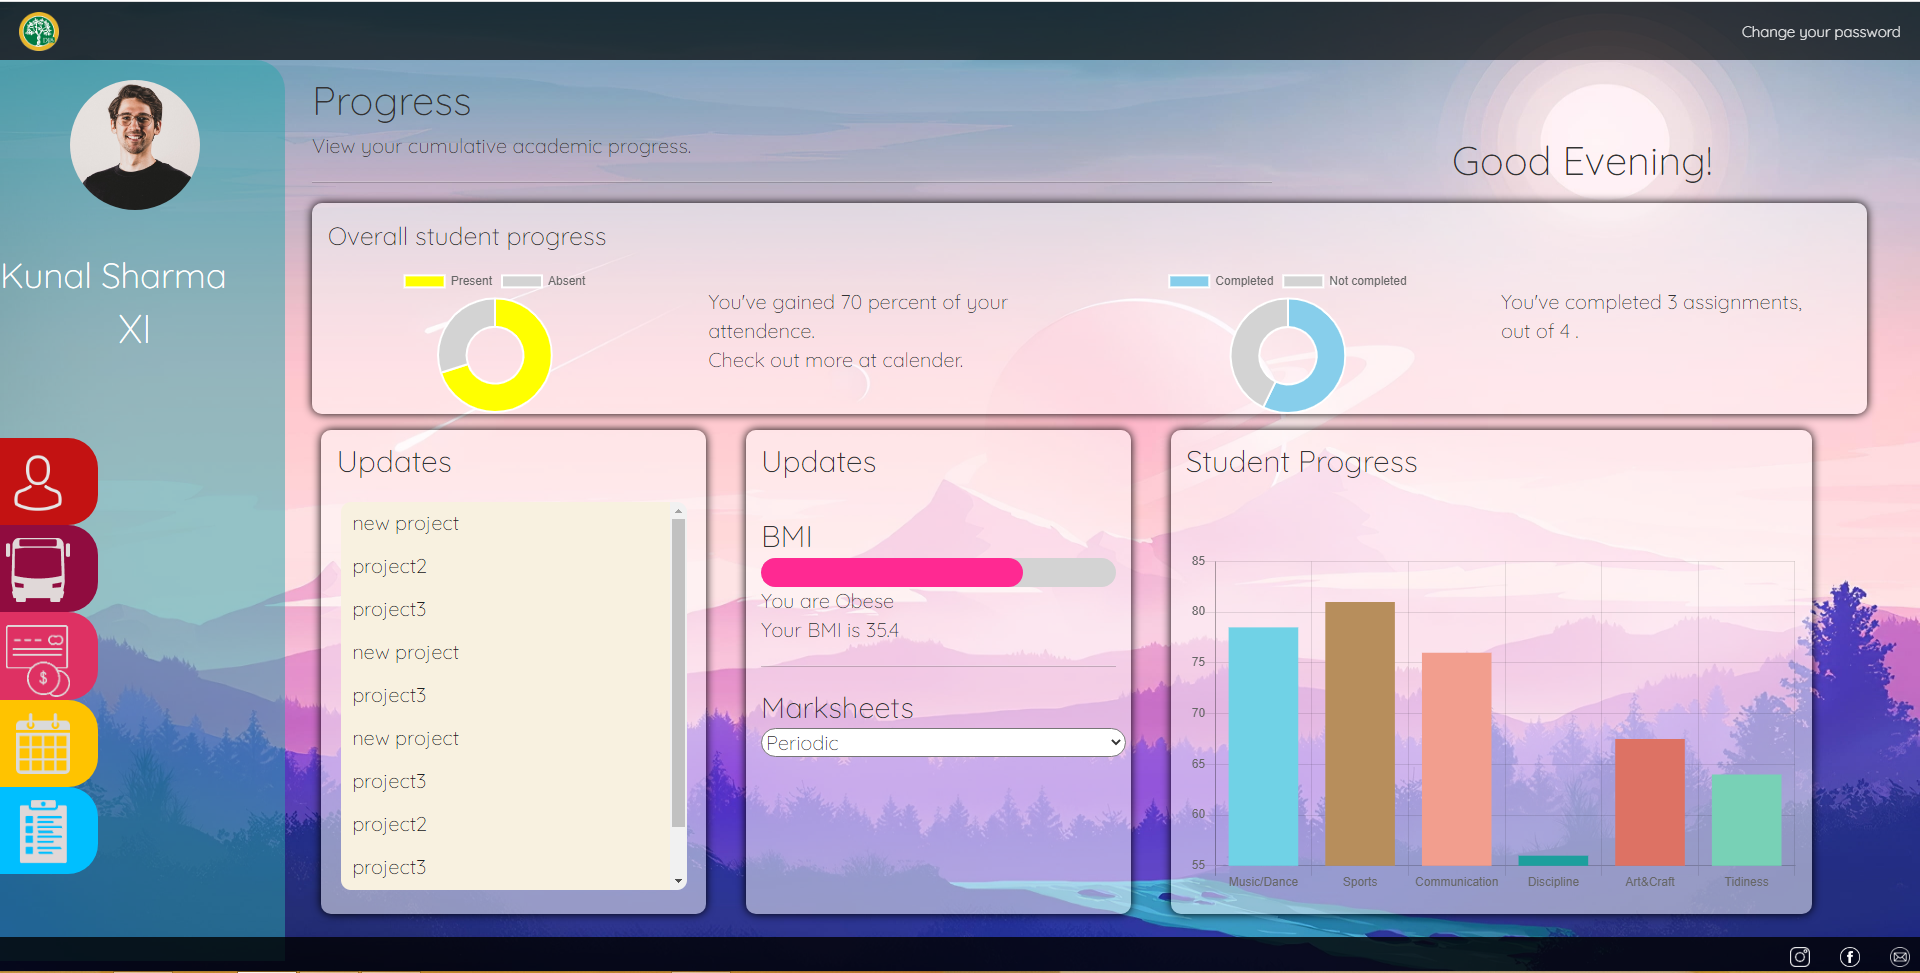 Change your password
Kunal Sharma
XI
Progress
View your cumulative academic progress.
Good Evening!
Overall student progress
Present
Absent
You've gained 70 percent of your
attendence.
Check out more at calender.
Completed
Not completed
You've completed 3 assignments,
out of 4 .
Updates
new project
project2
project3
new project
project3
new project
project3
project2
project3
Updates
BMI
You are Obese
Your BMI is 35.4
Marksheets
Periodic
Student Progress
85
80
75
70
65
60
55
Music/Dance
Sports
Communication
Discipline
Art&Craft
Tidiness